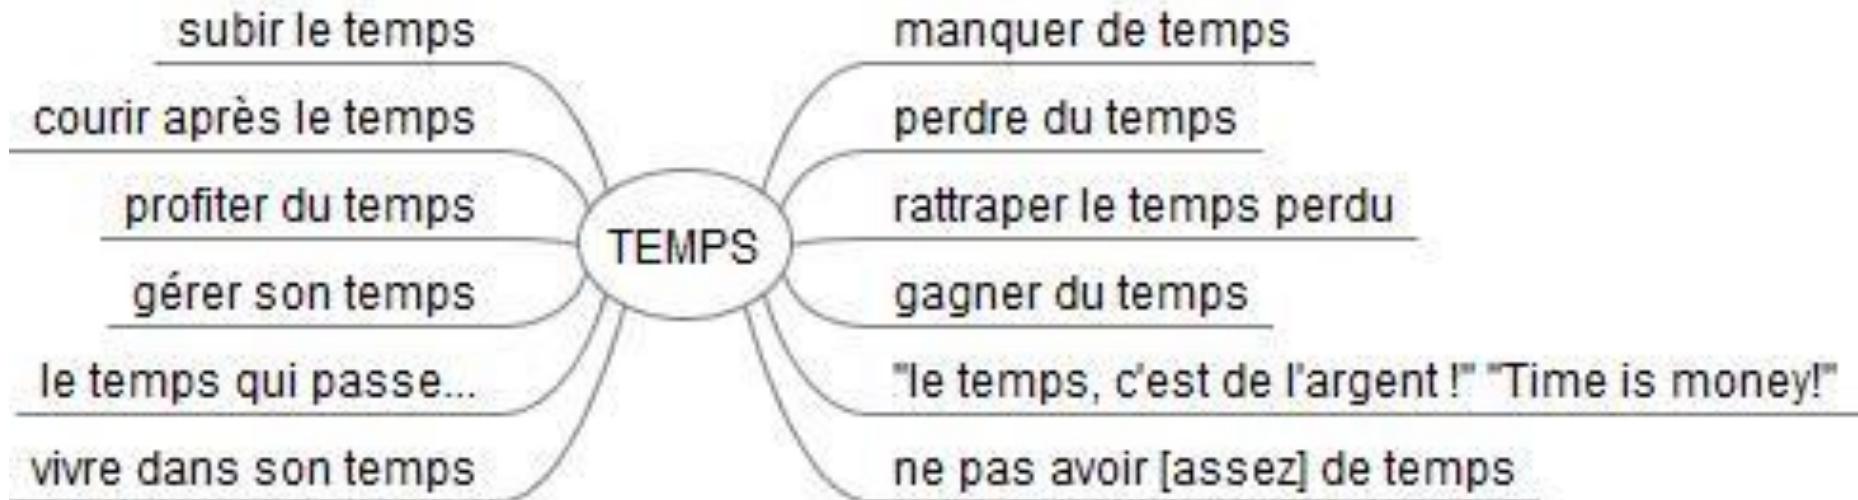 subir le temps
courir après le temps
profiter du temps
gérer son temps
le temps qui passe...
vivre dans son temps
TEMPS
manquer de temps
perdre du temps
rattraper le temps perdu
gagner du temps
"le temps, c'est de l'argent !" "Time is money!"
ne pas avoir [assez] de temps